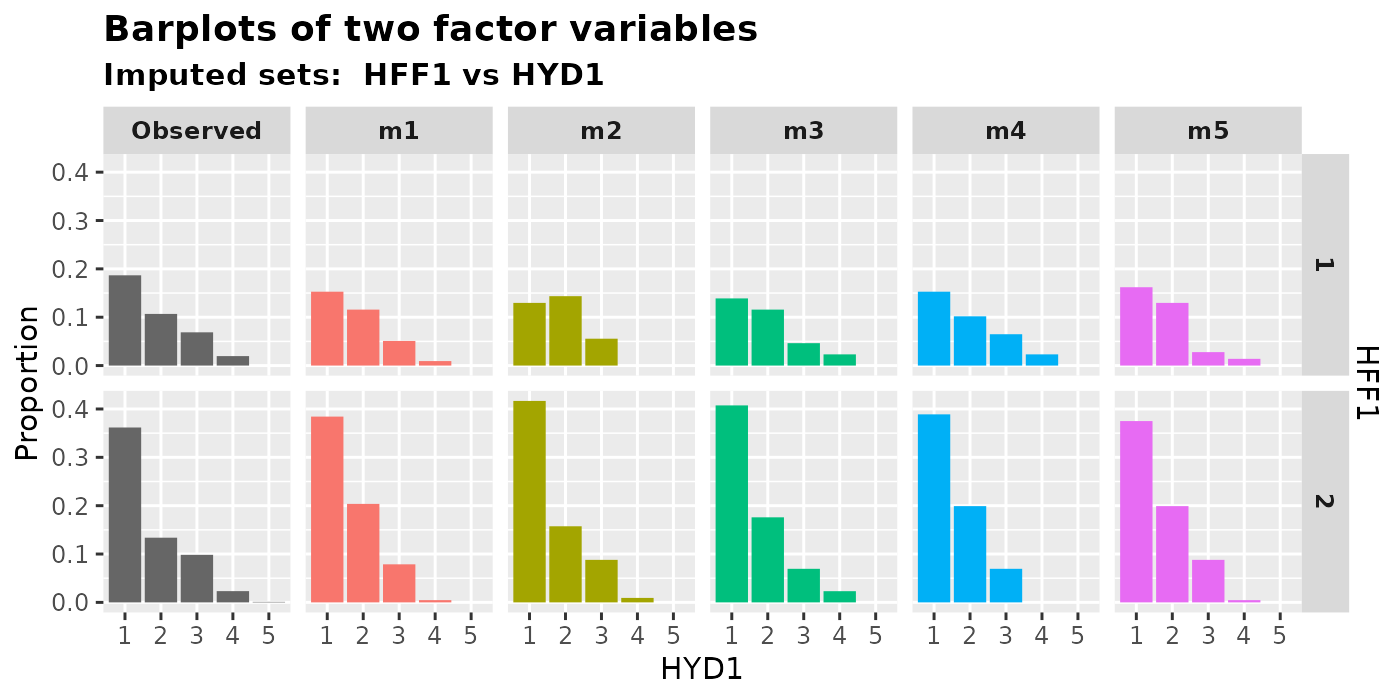 Barplots of two factor variables
Imputed sets:  HFF1 vs HYD1
Observed m1 m2 m3 m4 m5
0.4
0.3
0.2
0.1
0.0
1
0.4
0.3
0.2
0.1
0.0
2
Proportion
HFF1
1 2 3 4 5 1 2 3 4 5 1 2 3 4 5 1 2 3 4 5 1 2 3 4 5 1 2 3 4 5
HYD1